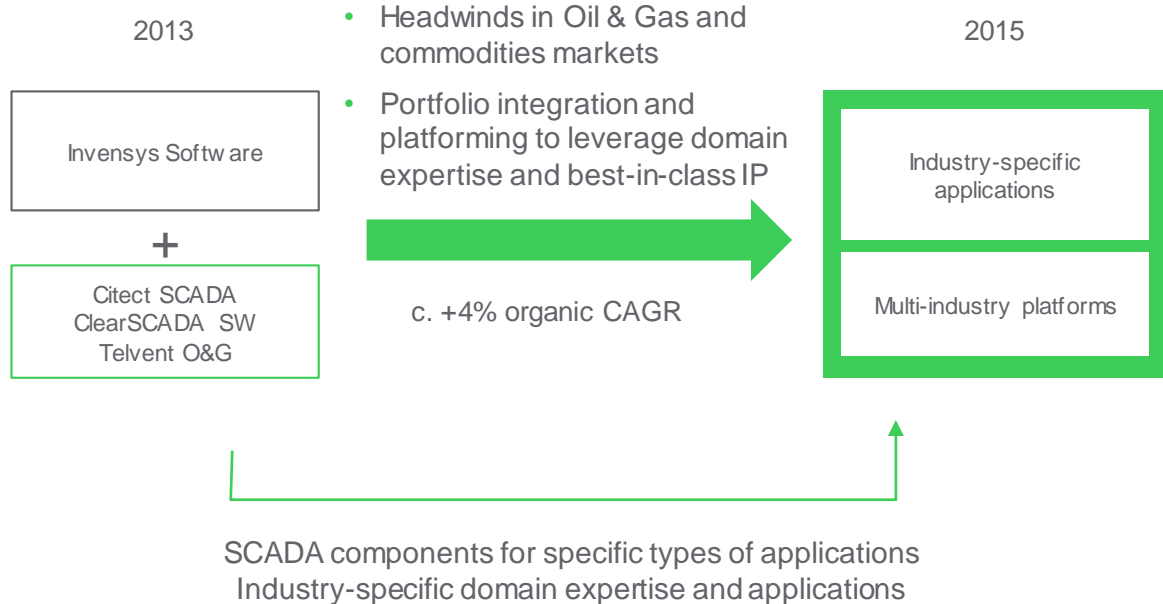 2013
Invensys Software
+
Citect SCADA
ClearSCADA SW
Telvent O&G
• Headwinds in Oil & Gas and
commodities markets
• Portfolio integration and
platforming to leverage domain
expertise and best-in-class IP
c. +4% organic CAGR
2015
Industry-specific
applications
Multi-industry platforms
SCADA components for specific types of applications
Industry-specific domain expertise and applications